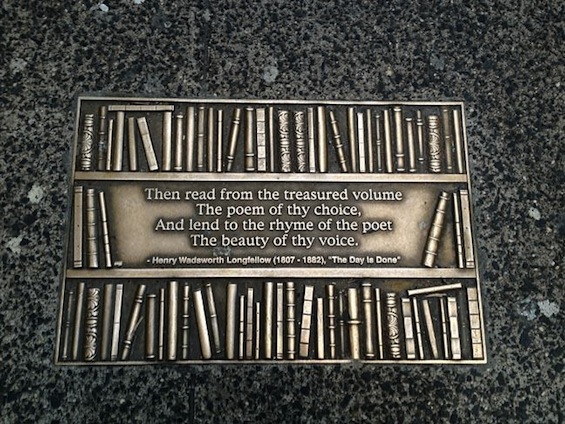 Then read from the treasured volume
The poem of thy choice,
And lend to the rhyme of the poet
The beauty of thy voice.
- Henry Wadsworth Longfellow (1807 - 1882), "The Day is Done"